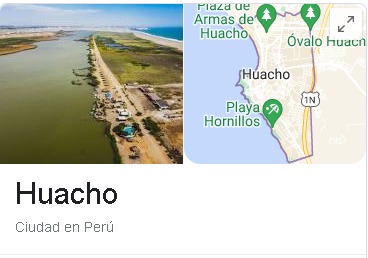 Plaza de
Armas de
Huacho
Óvalo Huach
Huacho
1N
Playa
Hornillos
Huacho
Ciudad en Perú